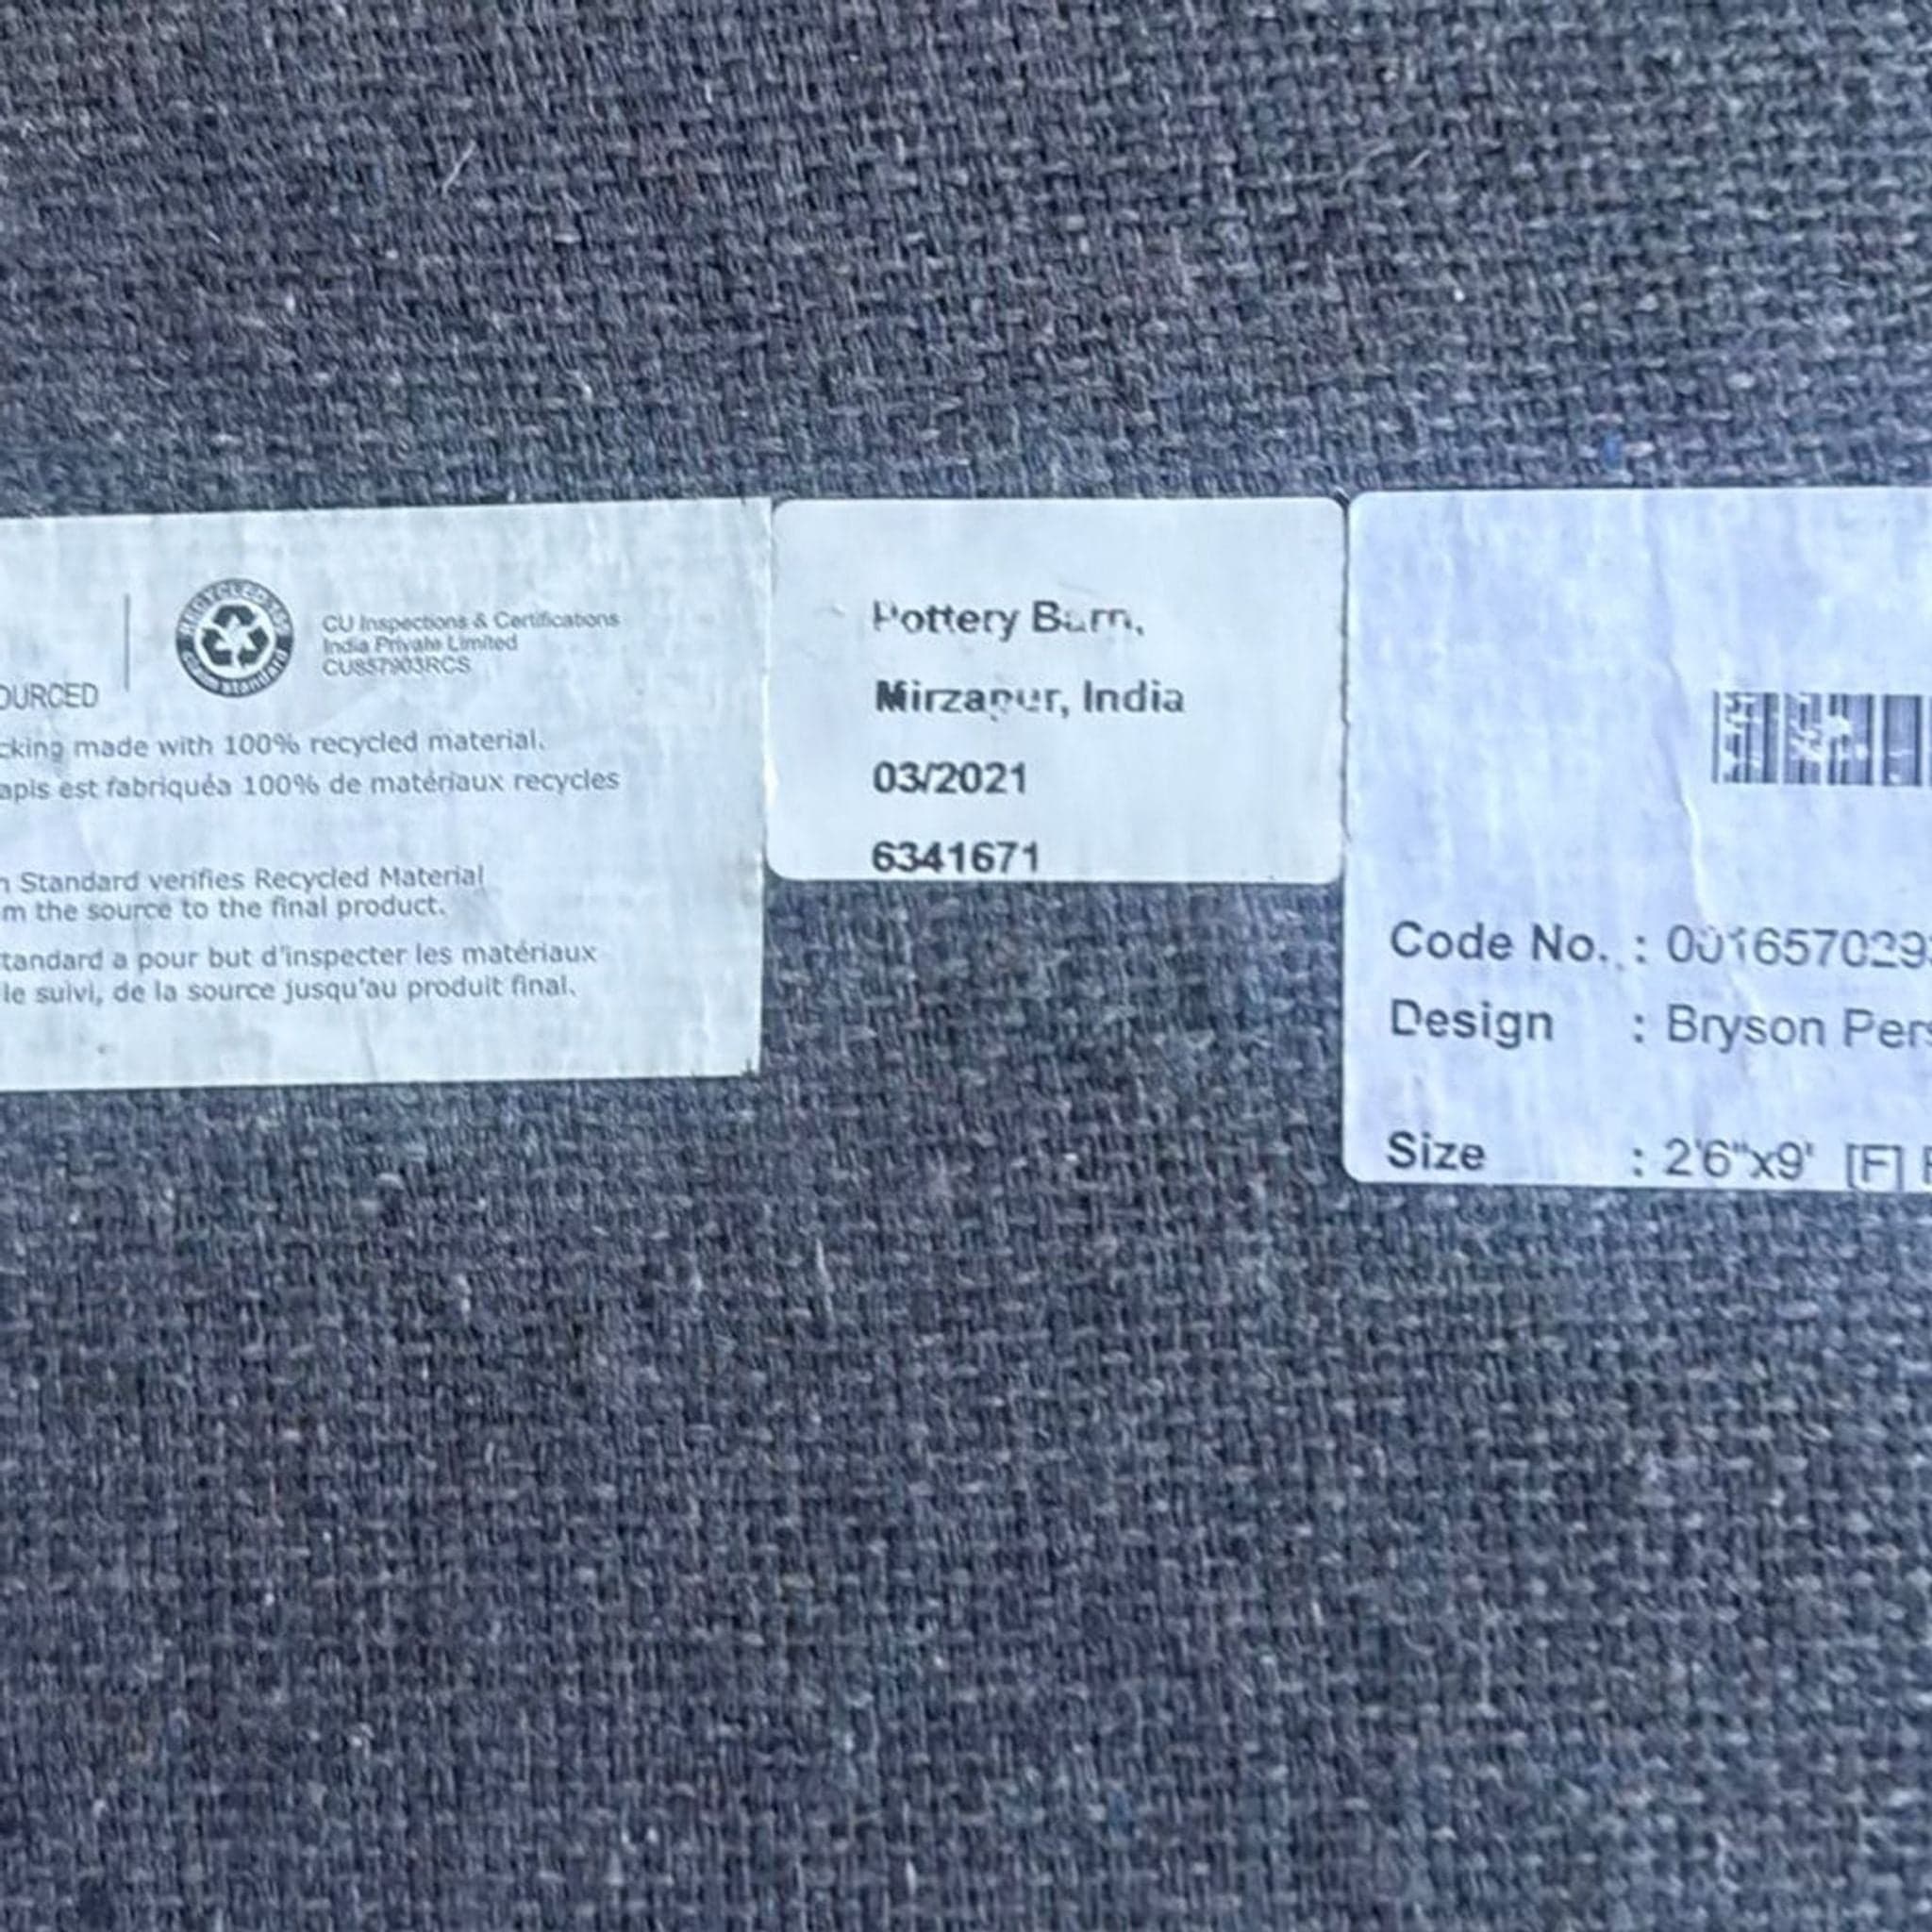 OURCED
CU Inspections & Certifications
India Private Limited
CU857903RCS
cking made with 100% recycled material.
apis est fabriquéa 100% de matériaux recycles
n Standard verifies Recycled Material
m the source to the final product.
tandard a pour but d'inspecter les matériaux
le suivi, de la source jusqu'au produit final.
Pottery Barn,
Mirzapur, India
03/2021
6341671
Code No. : 001657029
Design : Bryson Per
Size : 2'6"x9' [F]